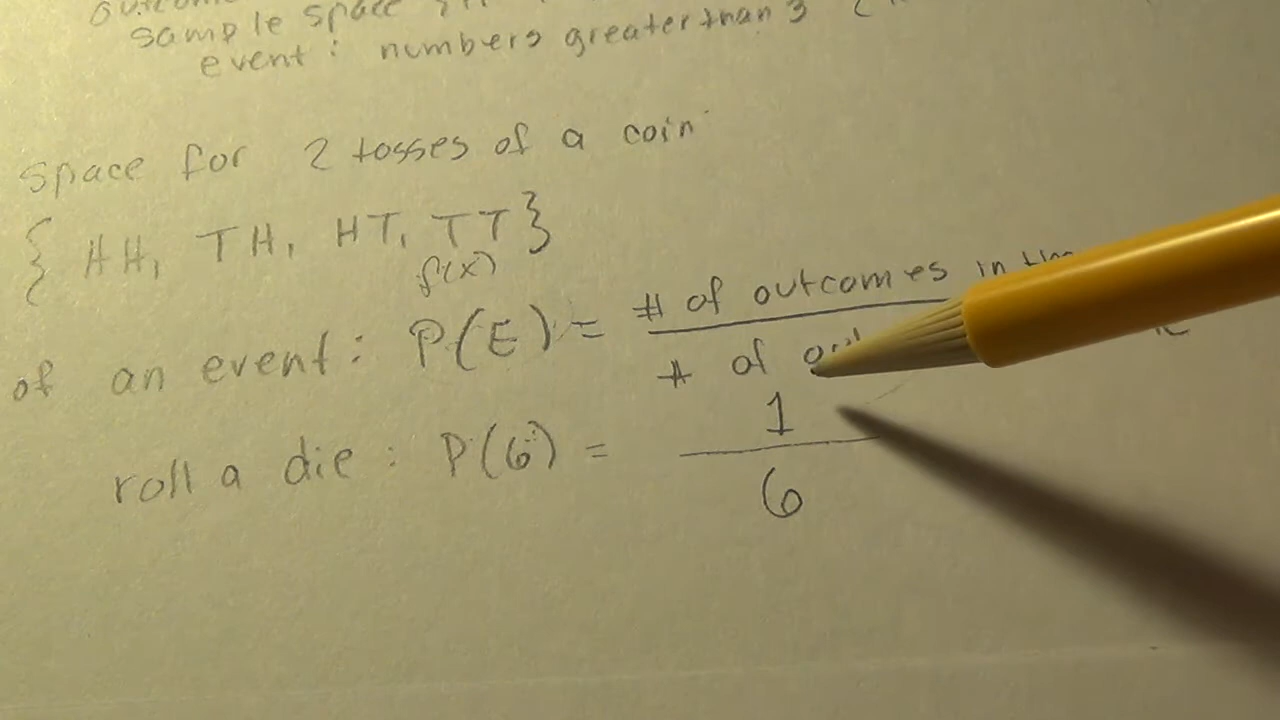 sample space
event : numbers greater than 3 {
space for 2 tosses of a coin
{ HH, TH, HT, TT }
f(x)
of an event : P(E) = # of outcomes in
# of
roll a die : P(6) = 1
6